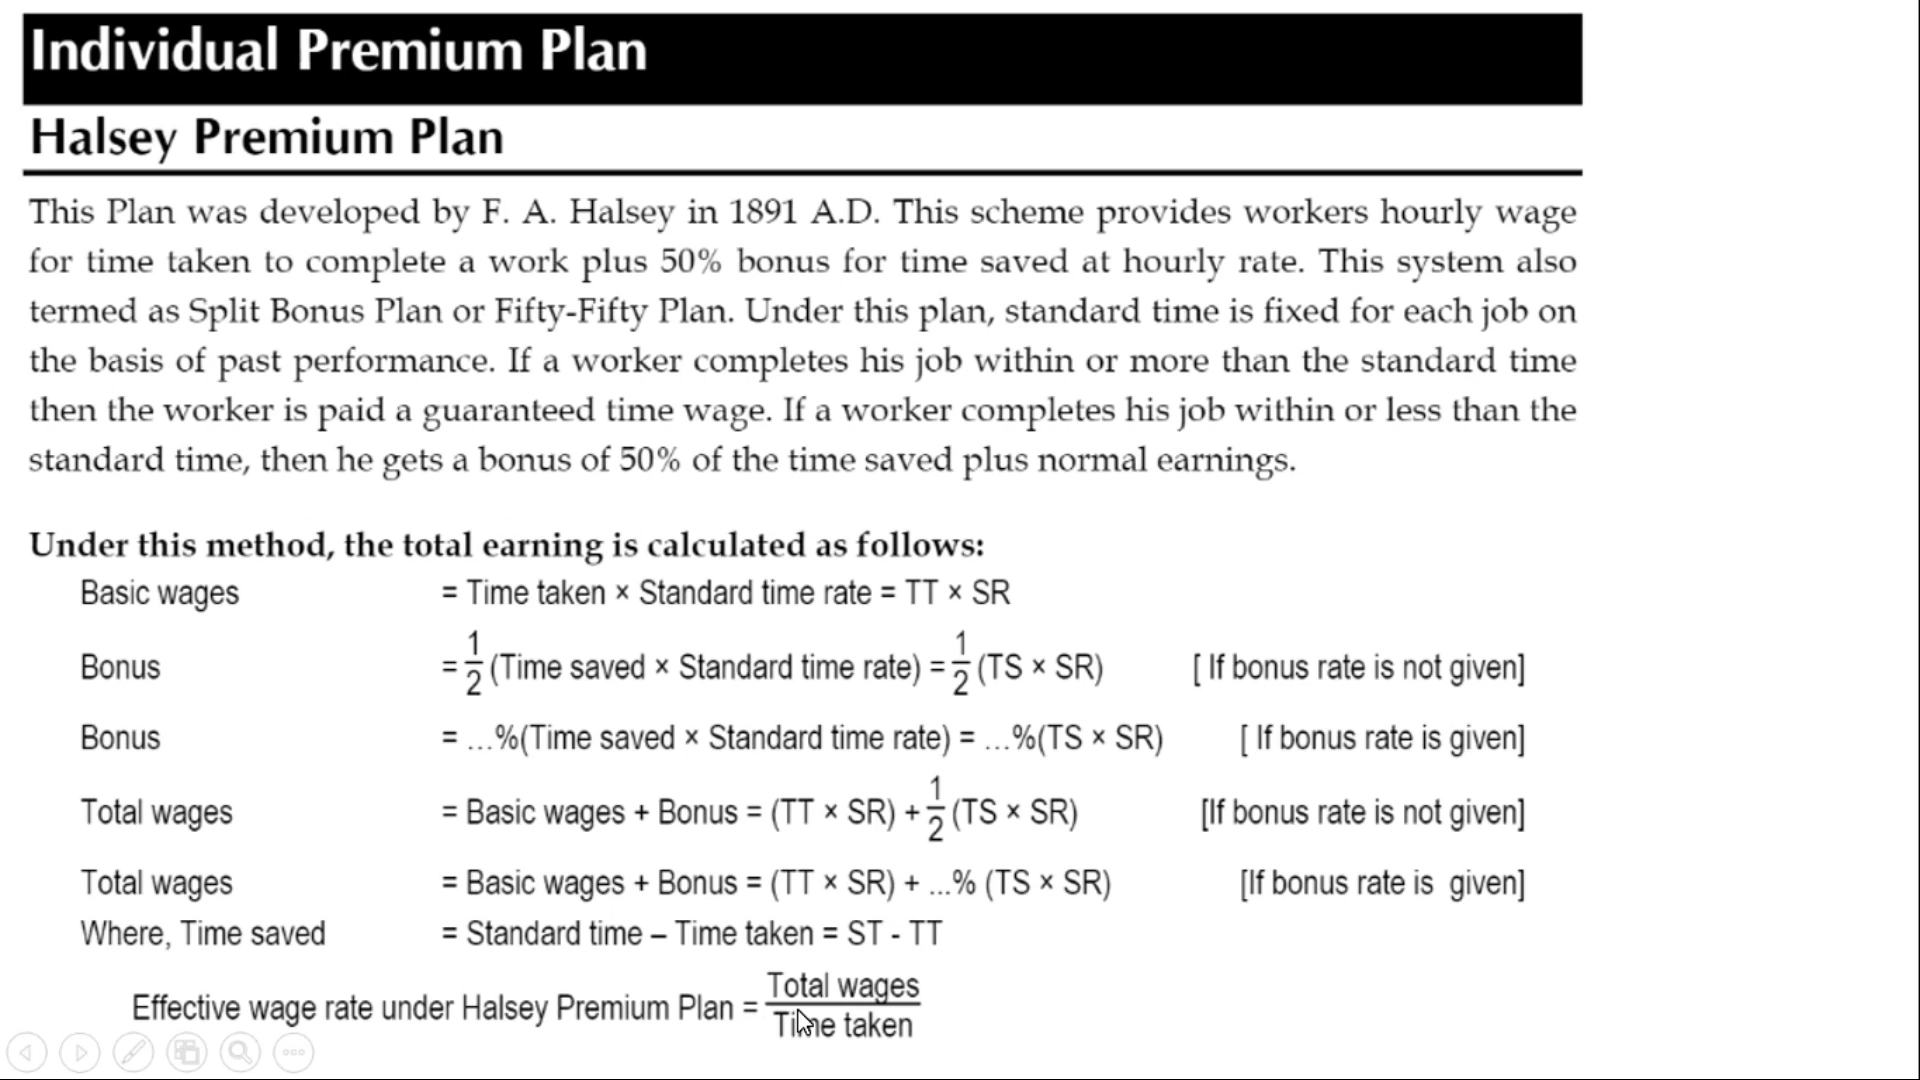 Individual Premium Plan
Halsey Premium Plan
This Plan was developed by F. A. Halsey in 1891 A.D. This scheme provides workers hourly wage
for time taken to complete a work plus 50% bonus for time saved at hourly rate. This system also
termed as Split Bonus Plan or Fifty-Fifty Plan. Under this plan, standard time is fixed for each job on
the basis of past performance. If a worker completes his job within or more than the standard time
then the worker is paid a guaranteed time wage. If a worker completes his job within or less than the
standard time, then he gets a bonus of 50% of the time saved plus normal earnings.
Under this method, the total earning is calculated as follows:
Basic wages = Time taken × Standard time rate = TT × SR
Bonus = 1/2 (Time saved × Standard time rate) = 1/2 (TS × SR) [ If bonus rate is not given]
Bonus = ...%(Time saved × Standard time rate) = ...%(TS × SR) [ If bonus rate is given]
Total wages = Basic wages + Bonus = (TT × SR) + 1/2 (TS × SR) [If bonus rate is not given]
Total wages = Basic wages + Bonus = (TT × SR) + ...% (TS × SR) [If bonus rate is given]
Where, Time saved = Standard time – Time taken = ST - TT
Effective wage rate under Halsey Premium Plan = Total wages / Time taken